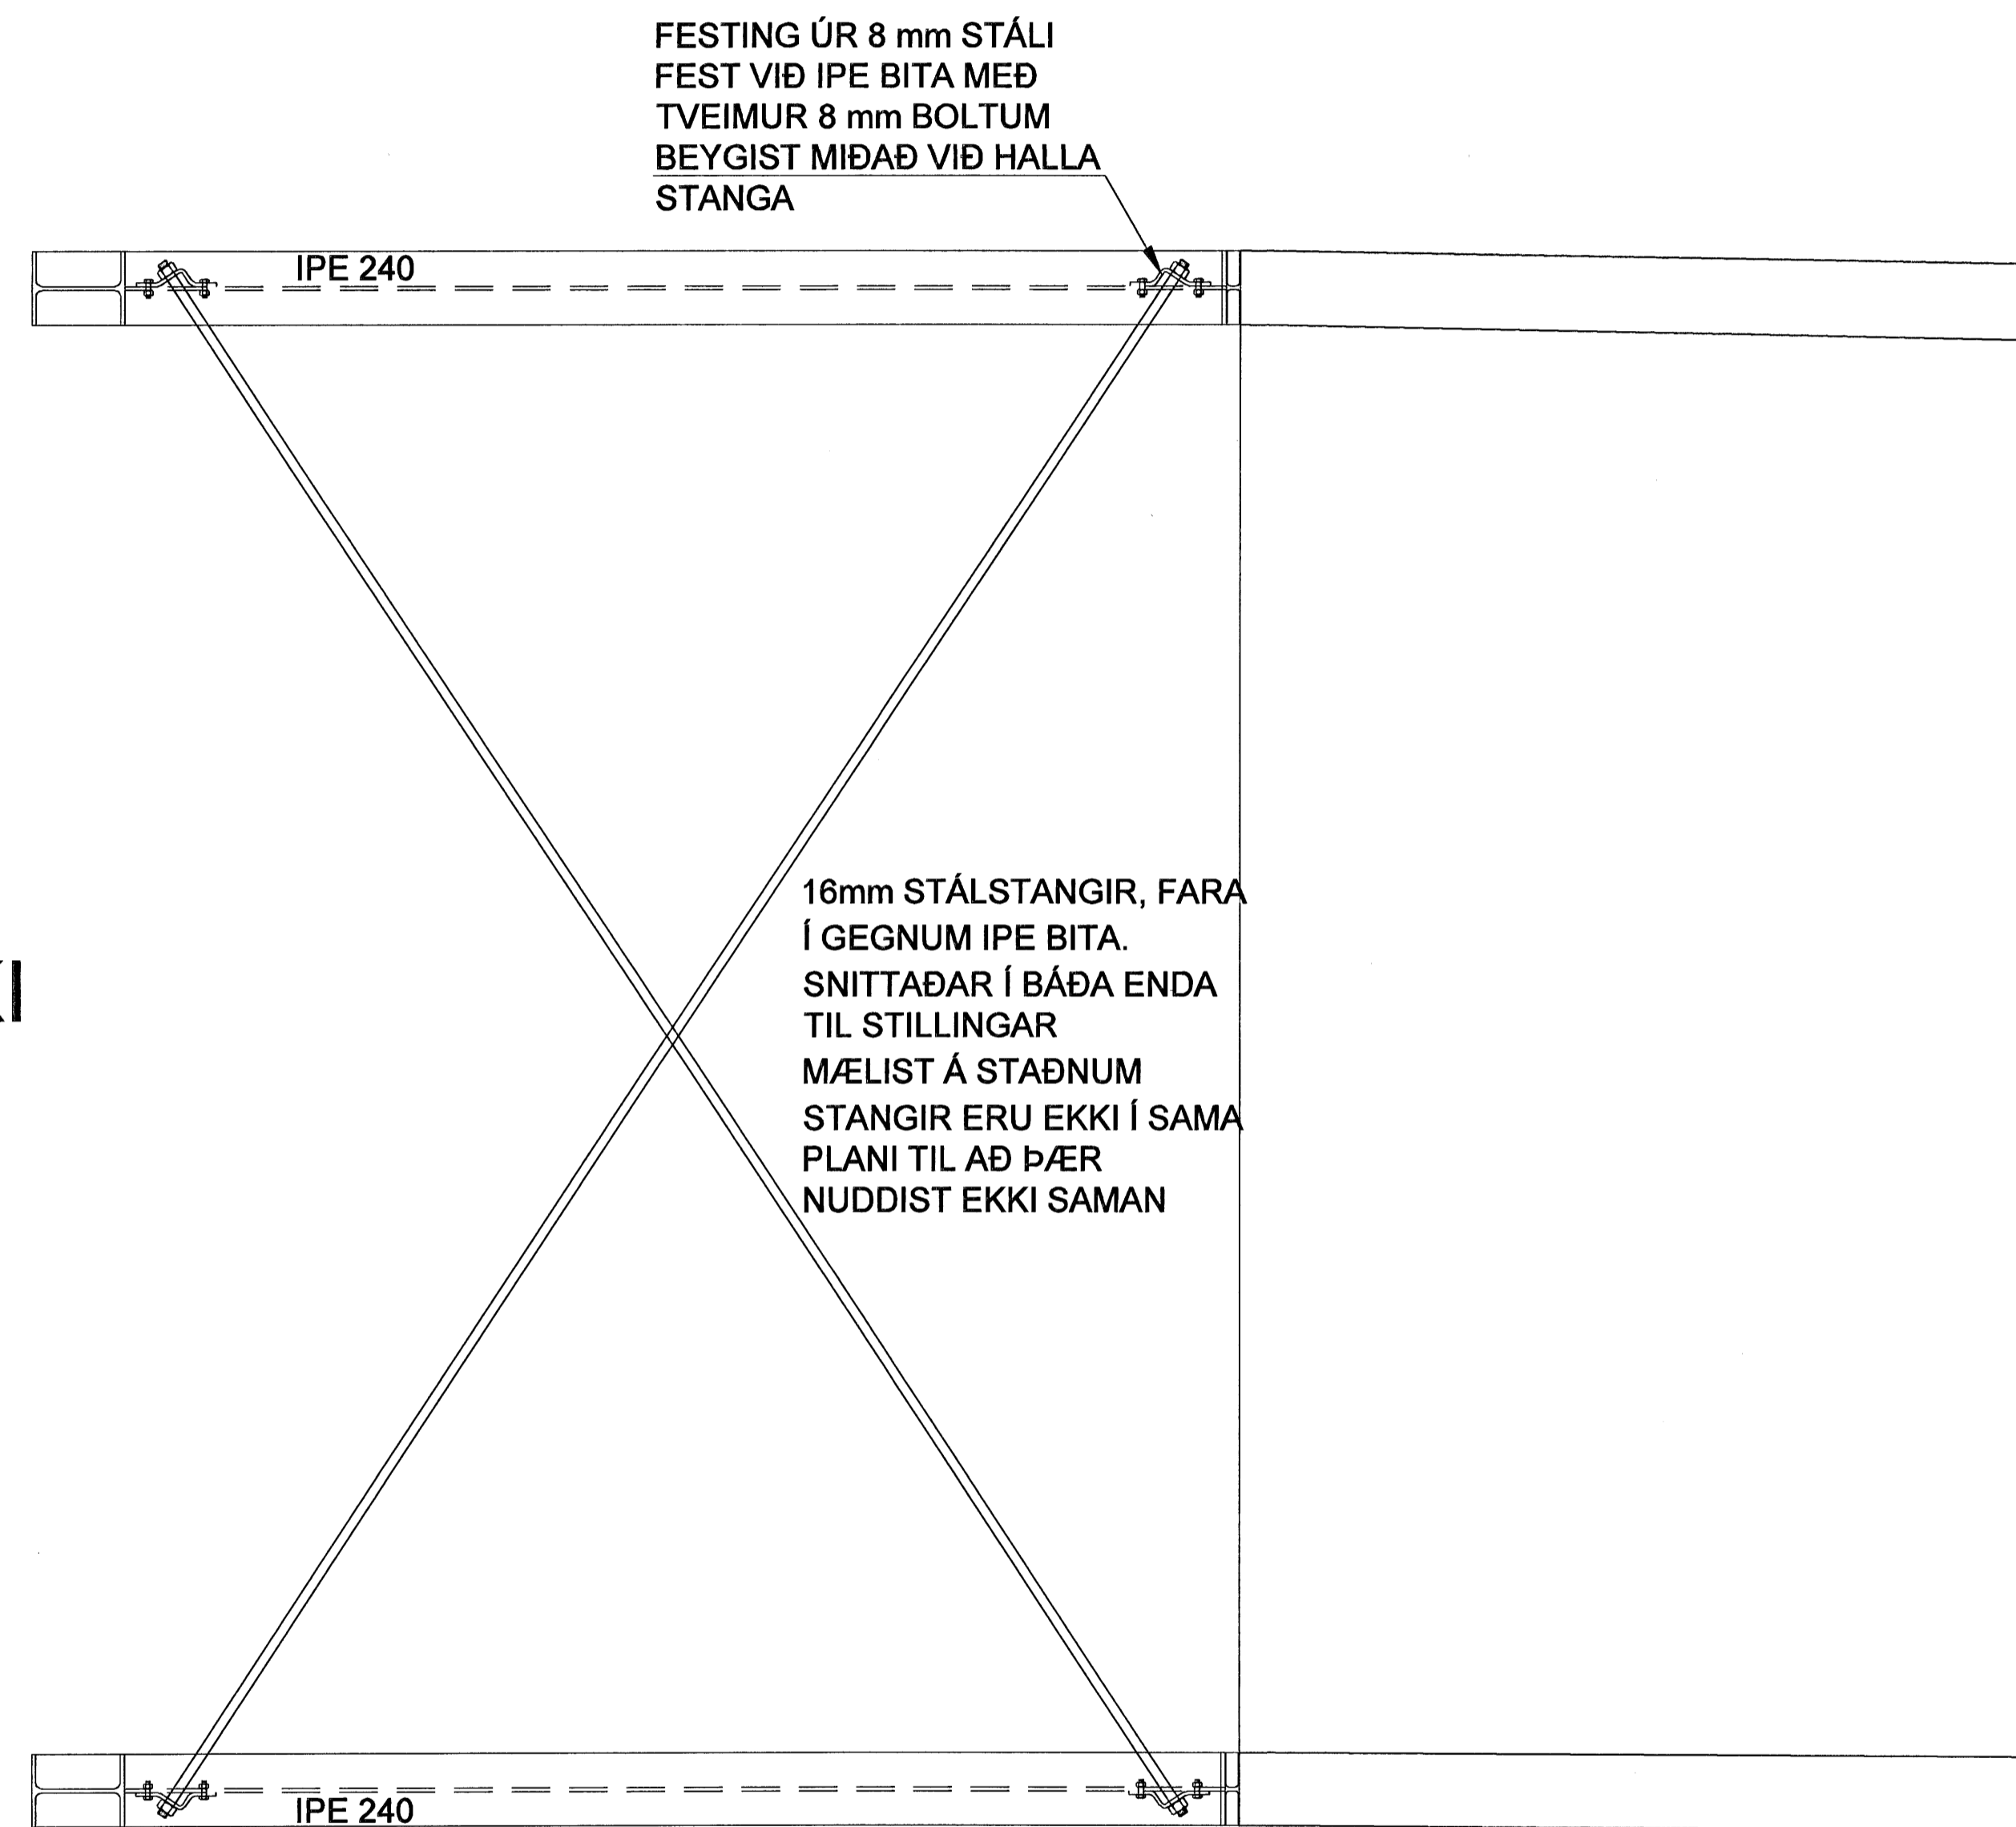 FESTING ÚR 8 mm STÁLI
FEST VIÐ IPE BITA MEÐ
TVEIMUR 8 mm BOLTUM
BEYGIST MIÐAÐ VIÐ HALLA
STANGA
IPE 240
16mm STÁLSTANGIR, FARA
Í GEGNUM IPE BITA.
SNITTAÐAR Í BÁÐA ENDA
TIL STILLINGAR
MÆLIST Á STAÐNUM
STANGIR ERU EKKI Í SAMA
PLANI TIL AÐ ÞÆR
NUDDIST EKKI SAMAN
IPE 240